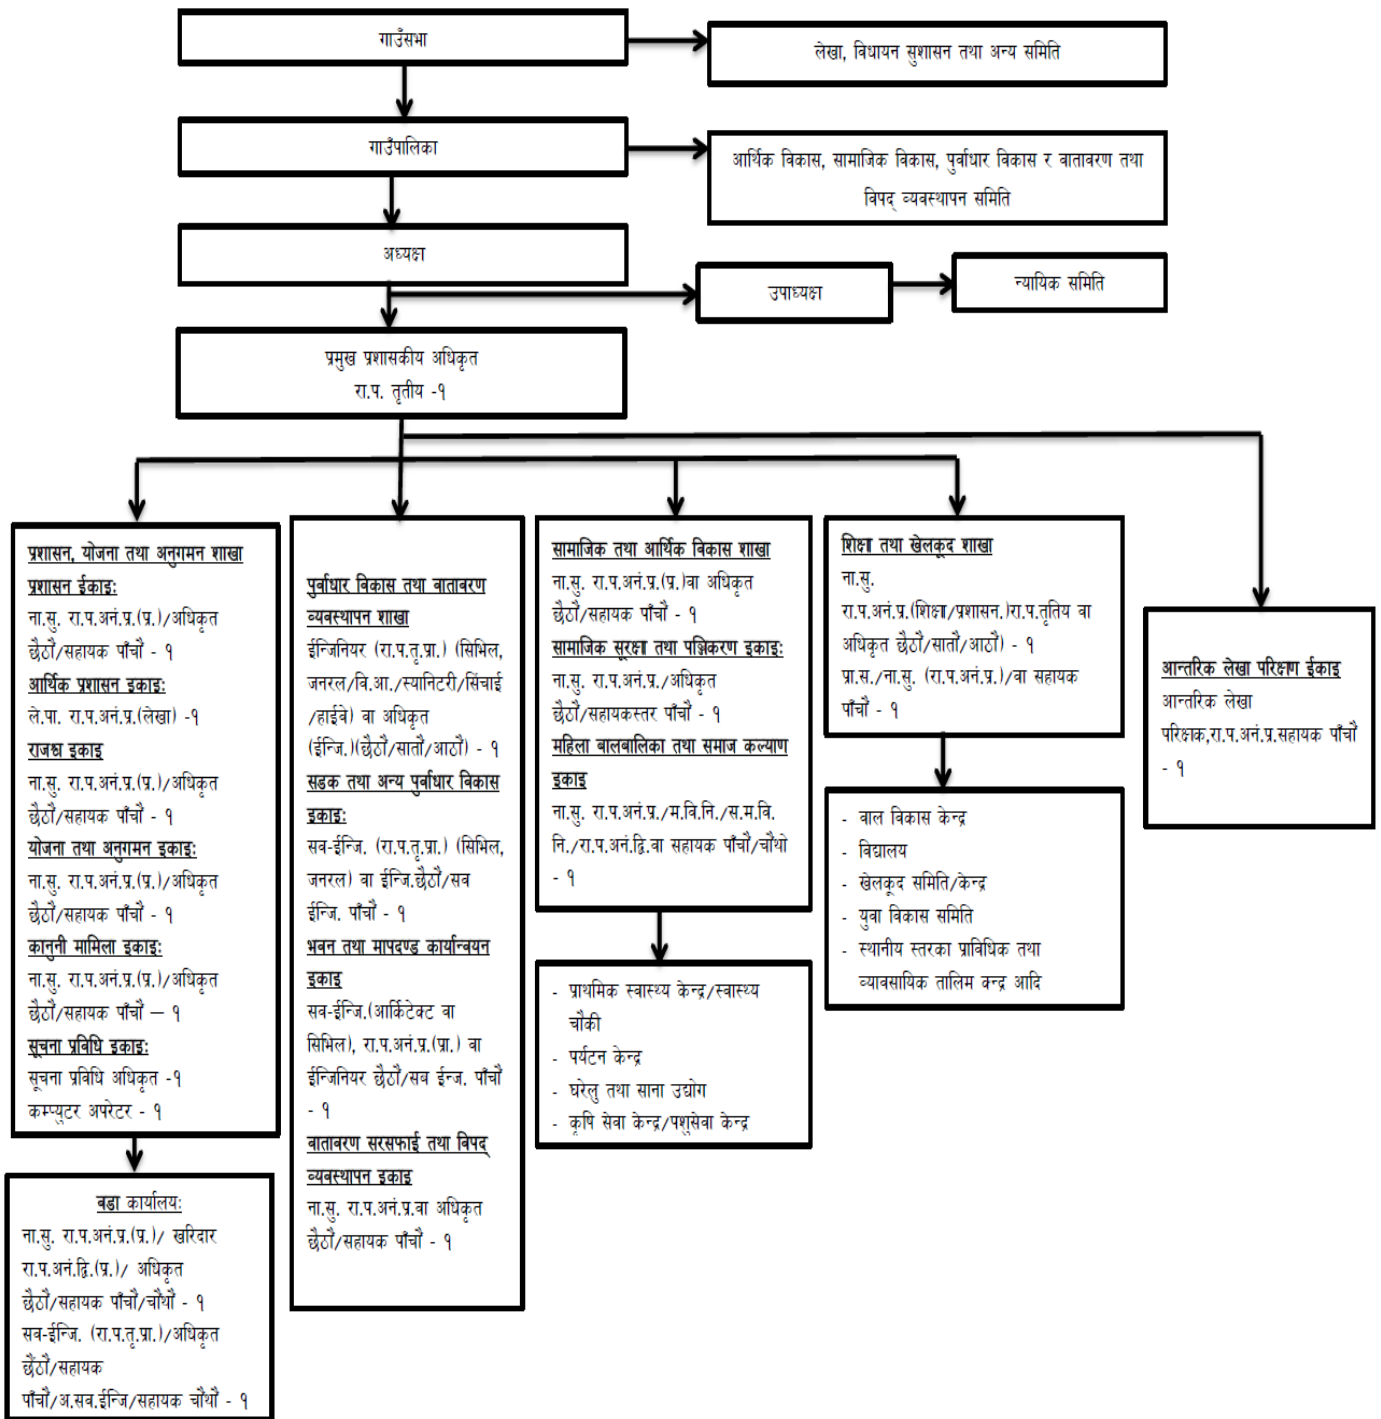 गाउँसभा
लेखा, विधायन सुशासन तथा अन्य समिति
गाउँपालिका
आर्थिक विकास, सामाजिक विकास, पुर्वाधार विकास र वातावरण तथा
विपद् व्यवस्थापन समिति
अध्यक्ष
उपाध्यक्ष
न्यायिक समिति
प्रमुख प्रशासकीय अधिकृत
रा.प. तृतीय -१
प्रशासन, योजना तथा अनुगमन शाखा
प्रशासन ईकाइः
ना.सु. रा.प.अनं.प्र.(प्र.)/अधिकृत
छैठौं/सहायक पाँचौं - १
आर्थिक प्रशासन इकाइः
ले.पा. रा.प.अनं.प्र.(लेखा) -१
राजश्व इकाइ
ना.सु. रा.प.अनं.प्र.(प्र.)/अधिकृत
छैठौं/सहायक पाँचौं - १
योजना तथा अनुगमन इकाइः
ना.सु. रा.प.अनं.प्र.(प्र.)/अधिकृत
छैठौं/सहायक पाँचौं - १
कानुनी मामिला इकाइः
ना.सु. रा.प.अनं.प्र.(प्र.)/अधिकृत
छैठौं/सहायक पाँचौं – १
सूचना प्रविधि इकाइः
सूचना प्रविधि अधिकृत -१
कम्प्युटर अपरेटर - १
वडा कार्यालयः
ना.सु. रा.प.अनं.प्र.(प्र.)/ खरिदार
रा.प.अनं.द्वि.(प्र.)/ अधिकृत
छैठौं/सहायक पाँचौं/चौथौं - १
सव-ईन्जि. (रा.प.तृ.प्रा.)/अधिकृत
छैंठौं/सहायक
पाँचौं/अ.सव.ईन्जि/सहायक चौथौं - १
पुर्वाधार विकास तथा वातावरण
व्यवस्थापन शाखा
ईन्जिनियर (रा.प.तृ.प्रा.) (सिभिल,
जनरल/वि.आ./स्यानिटरी/सिंचाई
/हाईवे) वा अधिकृत
(ईन्जि.)(छैठौं/सातौं/आठौं) - १
सडक तथा अन्य पुर्वाधार विकास
इकाइः
सव-ईन्जि. (रा.प.तृ.प्रा.) (सिभिल,
जनरल) वा ईन्जि.छैठौं/सव
ईन्जि. पाँचौं - १
भवन तथा मापदण्ड कार्यान्वयन
इकाइ
सव-ईन्जि.(आर्किटेक्ट वा
सिभिल), रा.प.अनं.प्र.(प्रा.) वा
ईन्जिनियर छैठौं/सब ईन्ज. पाँचौं
- १
वातावरण सरसफाई तथा विपद्
व्यवस्थापन इकाइ
ना.सु. रा.प.अनं.प्र.वा अधिकृत
छैठौं/सहायक पाँचौं - १
सामाजिक तथा आर्थिक विकास शाखा
ना.सु. रा.प.अनं.प्र.(प्र.)वा अधिकृत
छैठौं/सहायक पाँचौं - १
सामाजिक सूरक्षा तथा पञ्जिकरण इकाइः
ना.सु. रा.प.अनं.प्र./अधिकृत
छैठौं/सहायकस्तर पाँचौं - १
महिला बालबालिका तथा समाज कल्याण
इकाइ
ना.सु. रा.प.अनं.प्र./म.वि.नि./स.म.वि.
नि./रा.प.अनं.द्वि.वा सहायक पाँचौं/चौंथो
- १
- प्राथमिक स्वास्थ्य केन्द्र/स्वास्थ्य
चौकी
- पर्यटन केन्द्र
- घरेलु तथा साना उद्योग
- कृषि सेवा केन्द्र/पशुसेवा केन्द्र
शिक्षा तथा खेलकूद शाखा
ना.सु.
रा.प.अनं.प्र.(शिक्षा/प्रशासन.)रा.प.तृतिय वा
अधिकृत छैठौं/सातौं/आठौं) - १
प्रा.स./ना.सु. (रा.प.अनं.प्र.)/वा सहायक
पाँचौं - १
- वाल विकास केन्द्र
- विद्यालय
- खेलकूद समिति/केन्द्र
- युवा विकास समिति
- स्थानीय स्तरका प्राविधिक तथा
व्यावसायिक तालिम क्न्द्र आदि
आन्तरिक लेखा परिक्षण ईकाइ
आन्तरिक लेखा
परिक्षक,रा.प.अनं.प्र.सहायक पाँचौं
- १